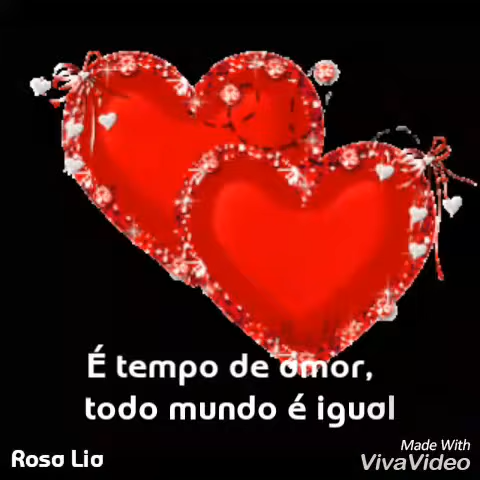 É tempo de amor,
todo mundo é igual
Rosa Lia
Made With
VivaVideo